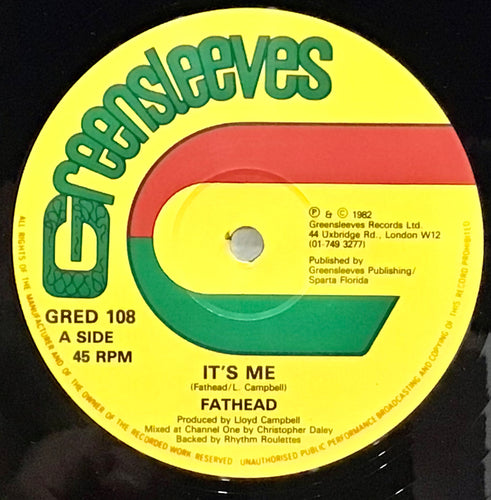 Greensleeves
℗ & © 1982
Greensleeves Records Ltd.
44 Uxbridge Rd., London W12
(01-749 3277)
Published by
Greensleeves Publishing/
Sparta Florida
GRED 108
A SIDE
45 RPM
IT'S ME
(Fathead/L. Campbell)
FATHEAD
Produced by Lloyd Campbell
Mixed at Channel One by Christopher Daley
Backed by Rhythm Roulettes
ALL RIGHTS OF THE MANUFACTURER AND OF THE OWNER OF THE RECORDED WORK RESERVED UNAUTHORISED PUBLIC PERFORMANCE BROADCASTING AND COPYING OF THIS RECORD PROHIBITED